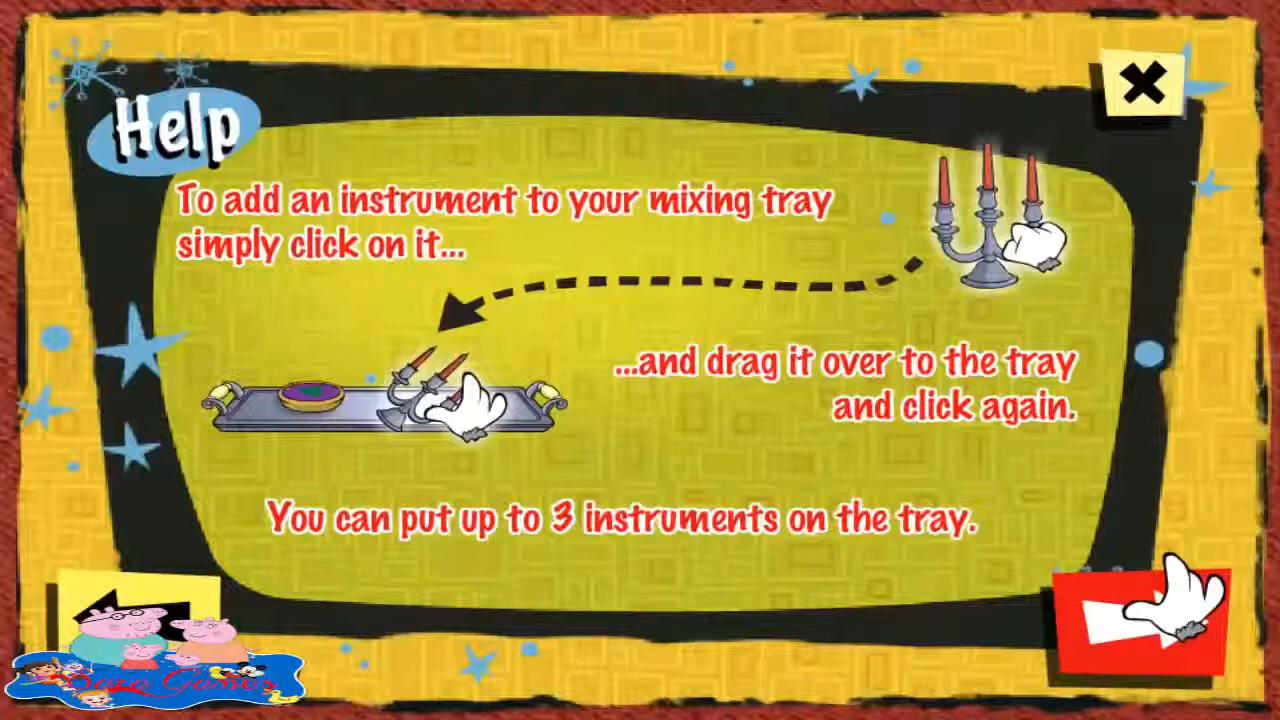 Help
To add an instrument to your mixing tray
simply click on it...
...and drag it over to the tray
and click again.
You can put up to 3 instruments on the tray.
Games